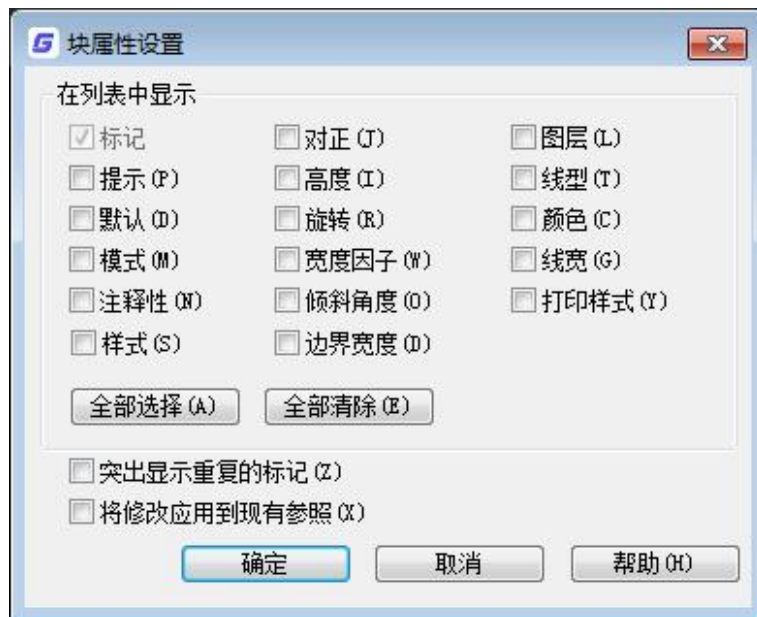 块属性设置
在列表中显示
标记 对正(J) 图层(L)
提示(P) 高度(I) 线型(T)
默认(D) 旋转(R) 颜色(C)
模式(M) 宽度因子(W) 线宽(G)
注释性(N) 倾斜角度(O) 打印样式(Y)
样式(S) 边界宽度(D)
全部选择(A) 全部清除(E)
突出显示重复的标记(Z)
将修改应用到现有参照(X)
确定 取消 帮助(H)